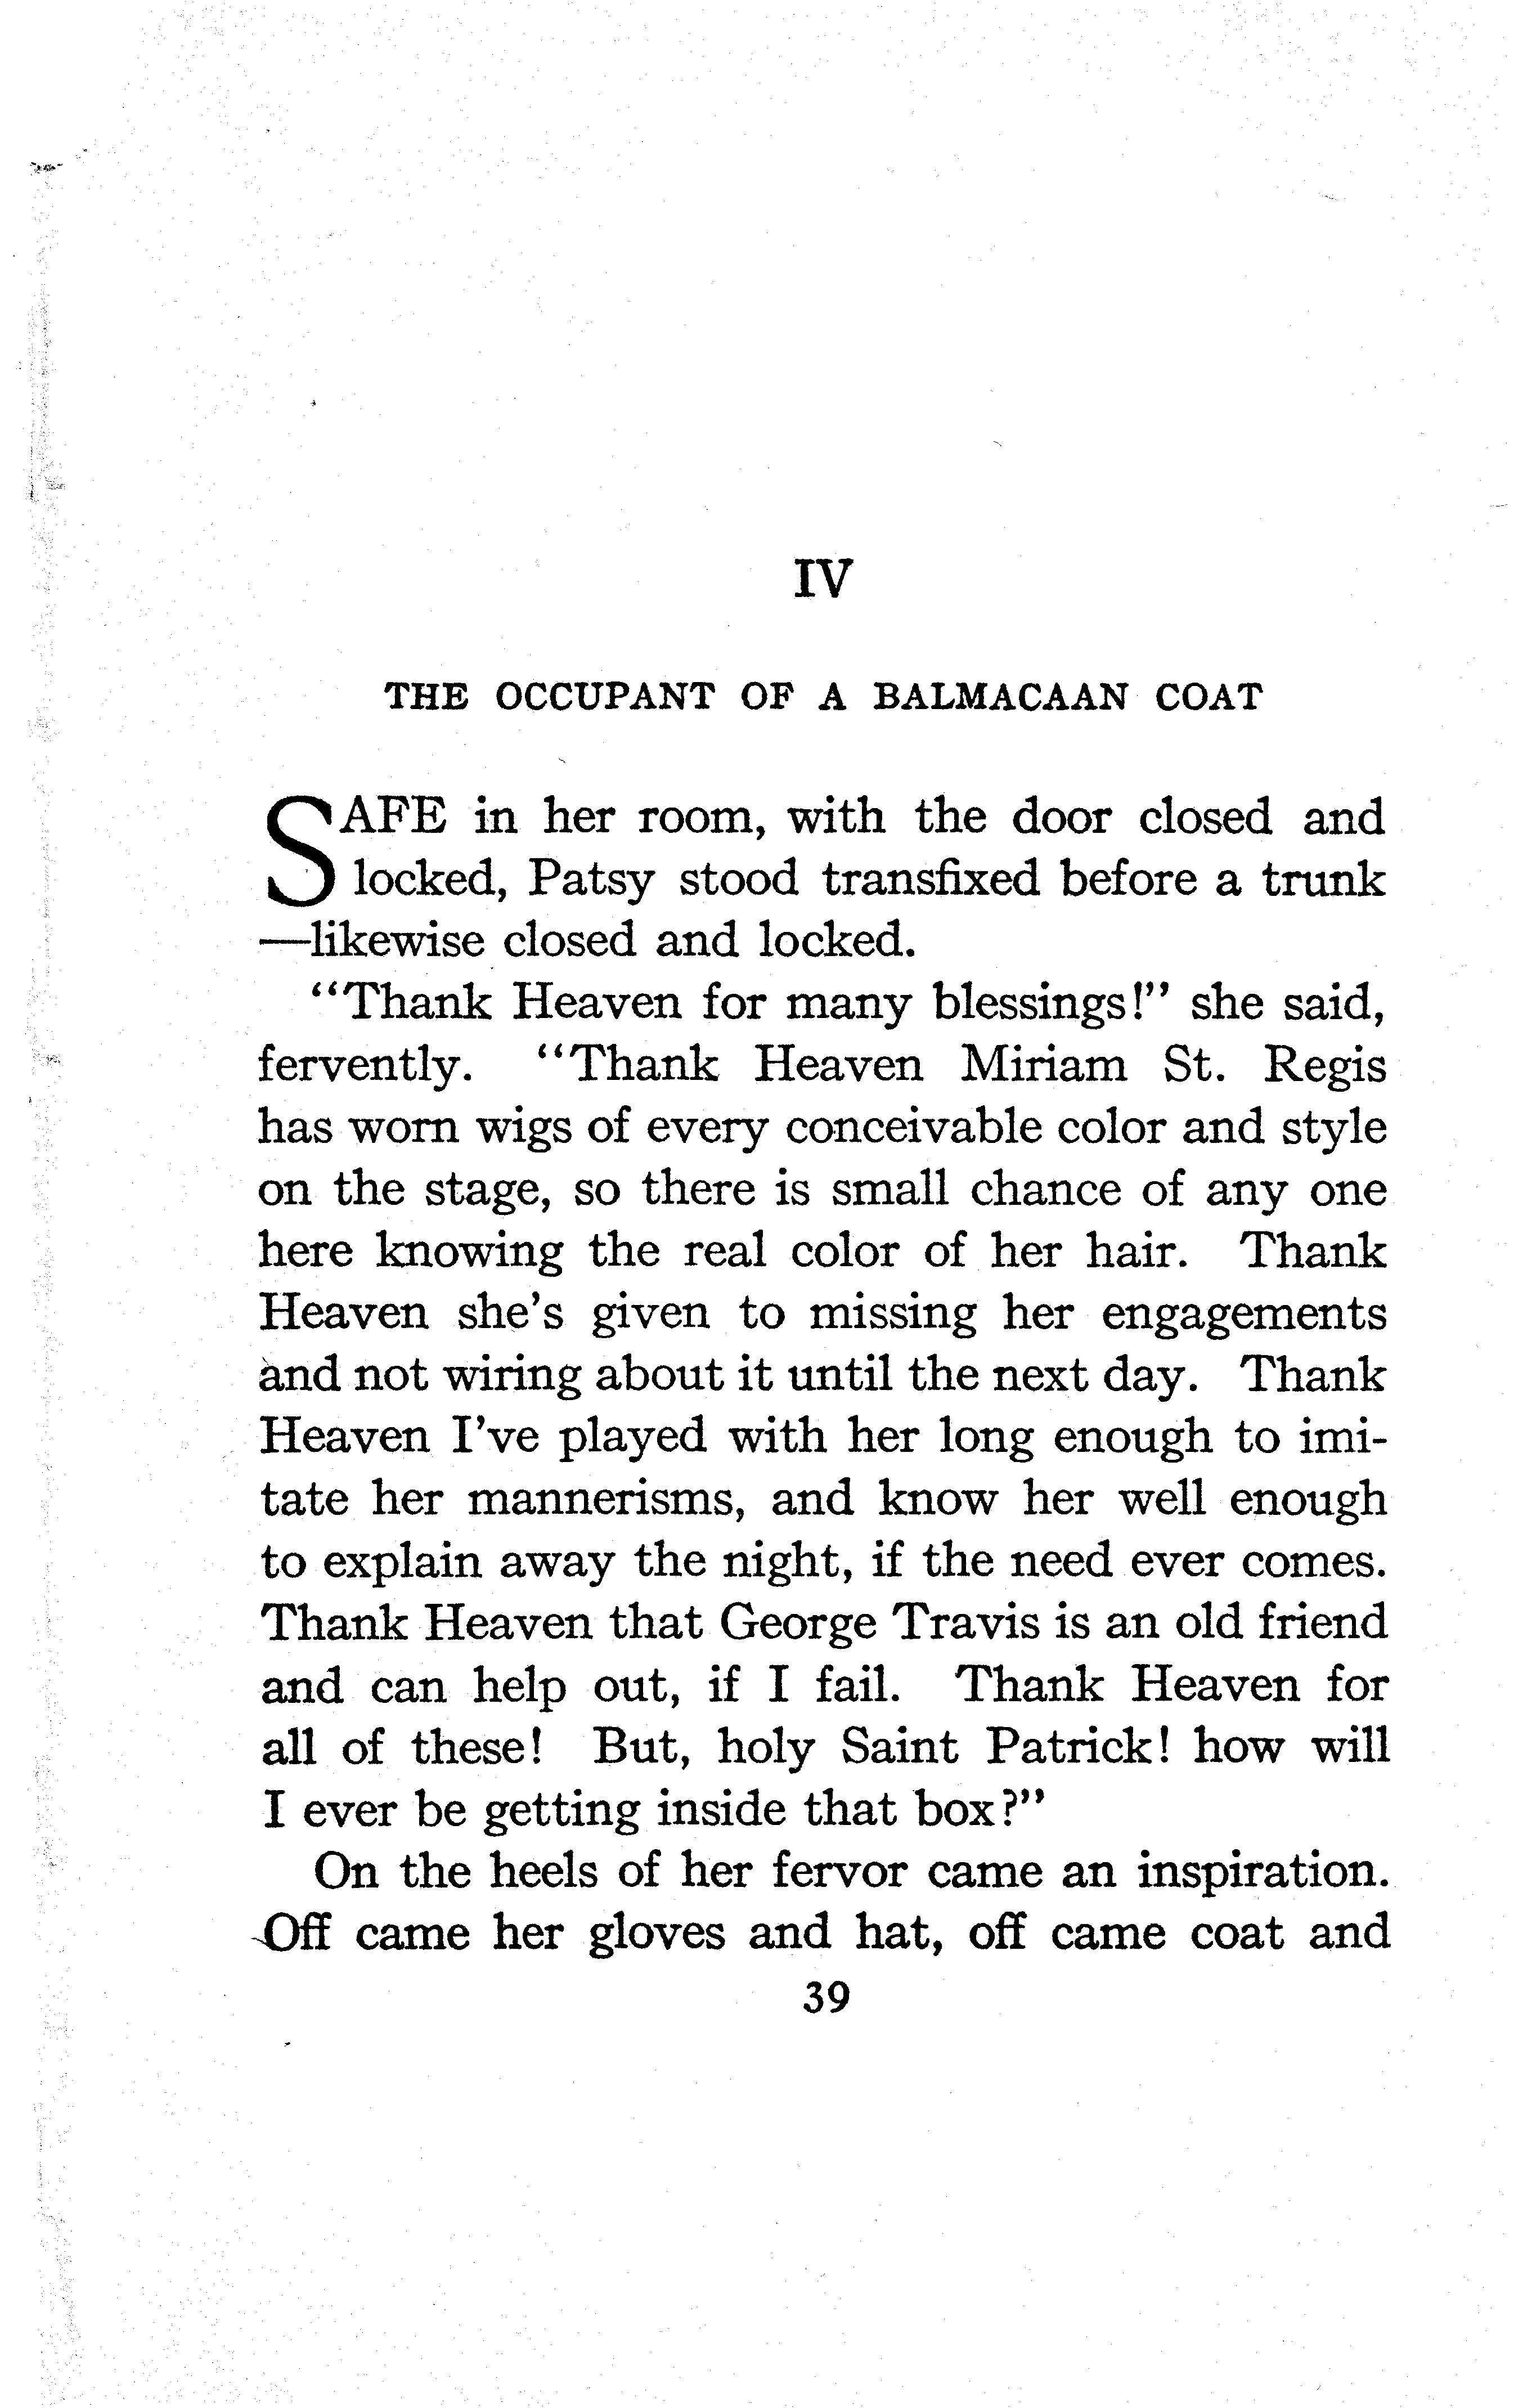 IV
THE OCCUPANT OF A BALMACAAN COAT
SAFE in her room, with the door closed and
locked, Patsy stood transfixed before a trunk
—likewise closed and locked.
“Thank Heaven for many blessings!” she said,
fervently. “Thank Heaven Miriam St. Regis
has worn wigs of every conceivable color and style
on the stage, so there is small chance of any one
here knowing the real color of her hair. Thank
Heaven she’s given to missing her engagements
and not wiring about it until the next day. Thank
Heaven I’ve played with her long enough to imi-
tate her mannerisms, and know her well enough
to explain away the night, if the need ever comes.
Thank Heaven that George Travis is an old friend
and can help out, if I fail. Thank Heaven for
all of these! But, holy Saint Patrick! how will
I ever be getting inside that box?”
On the heels of her fervor came an inspiration.
Off came her gloves and hat, off came coat and
39